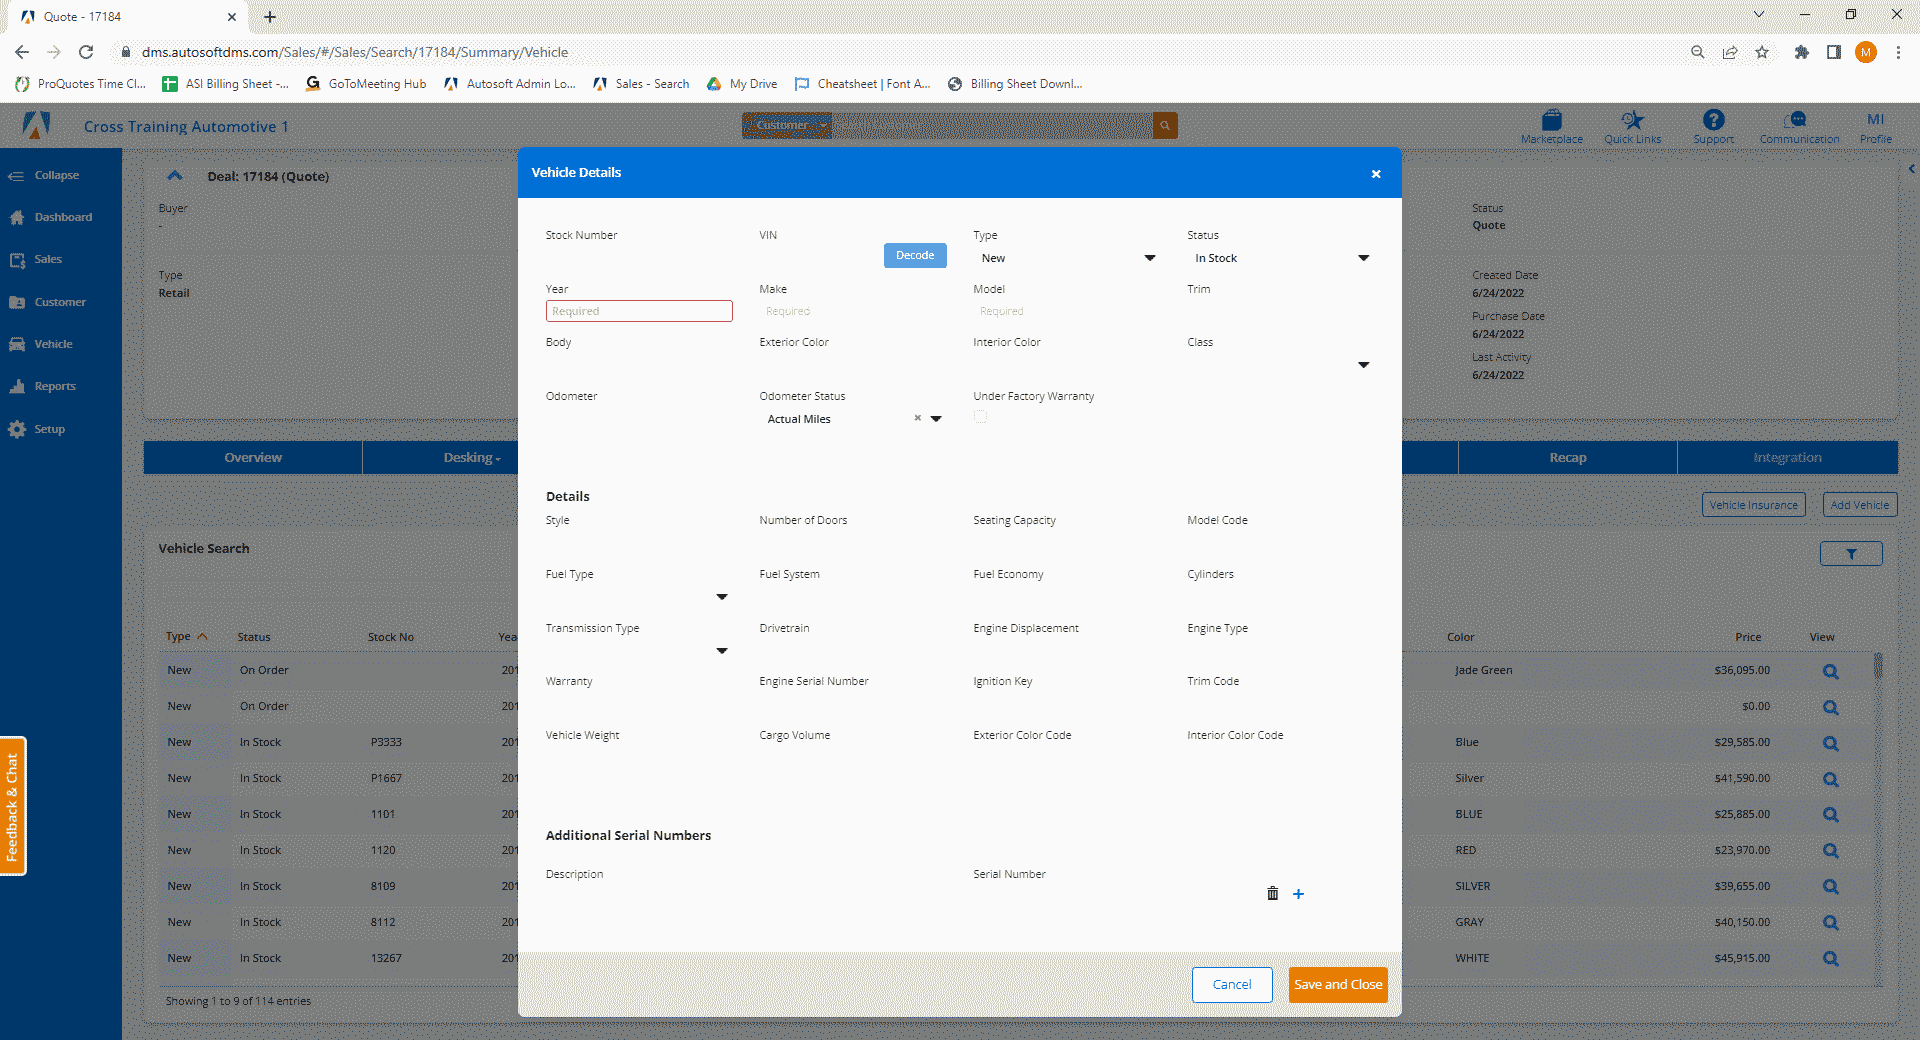 Quote - 17184
dms.autosoftdms.com/Sales/#/Sales/Search/17184/Summary/Vehicle
M
ProQuotes Time Cl... ASI Billing Sheet -... GoToMeeting Hub Autosoft Admin Lo... Sales - Search My Drive Cheatsheet | Font A... Billing Sheet Downl...
Cross Training Automotive 1
Customer
Marketplace Quick Links Support Communication MI Profile
Collapse
Dashboard
Sales
Customer
Vehicle
Reports
Setup
Feedback & Chat
Deal: 17184 (Quote)
Buyer
-
Type
Retail
Status
Quote
Created Date
6/24/2022
Purchase Date
6/24/2022
Last Activity
6/24/2022
Overview Desking Recap Integration
Vehicle Insurance Add Vehicle
Vehicle Search
Type Status Stock No Yea Color Price View
New On Order 201 Jade Green $36,095.00
New On Order 201 $0.00
New In Stock P3333 201 Blue $29,585.00
New In Stock P1667 201 Silver $41,590.00
New In Stock 1101 201 BLUE $25,885.00
New In Stock 1120 201 RED $23,970.00
New In Stock 8109 201 SILVER $39,655.00
New In Stock 8112 201 GRAY $40,150.00
New In Stock 13267 201 WHITE $45,915.00
Showing 1 to 9 of 114 entries
Vehicle Details
Stock Number VIN Type Status
Decode New In Stock
Year Make Model Trim
Required Required Required
Body Exterior Color Interior Color Class
Odometer Odometer Status Under Factory Warranty
Actual Miles
Details
Style Number of Doors Seating Capacity Model Code
Fuel Type Fuel System Fuel Economy Cylinders
Transmission Type Drivetrain Engine Displacement Engine Type
Warranty Engine Serial Number Ignition Key Trim Code
Vehicle Weight Cargo Volume Exterior Color Code Interior Color Code
Additional Serial Numbers
Description Serial Number
Cancel Save and Close